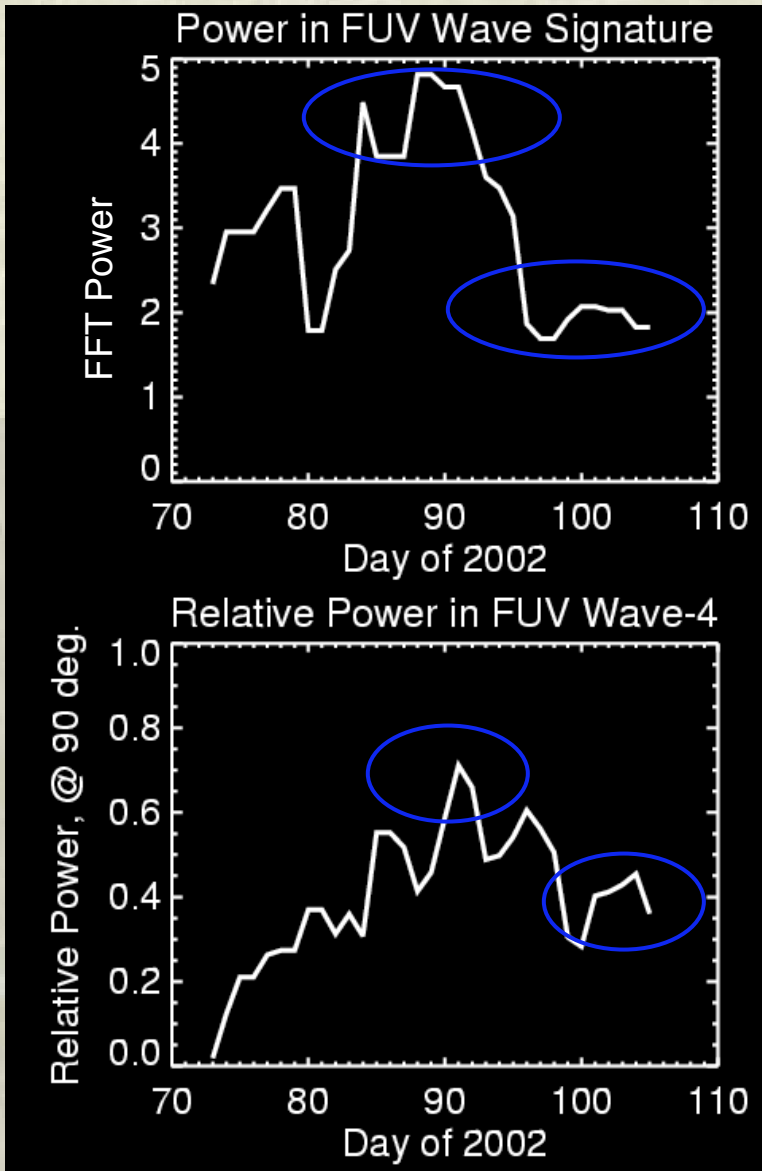 Power in FUV Wave Signature
5
4
3
2
1
0
FFT Power
70 80 90 100 110
Day of 2002
Relative Power in FUV Wave-4
1.0
0.8
0.6
0.4
0.2
0.0
Relative Power, @ 90 deg.
70 80 90 100 110
Day of 2002